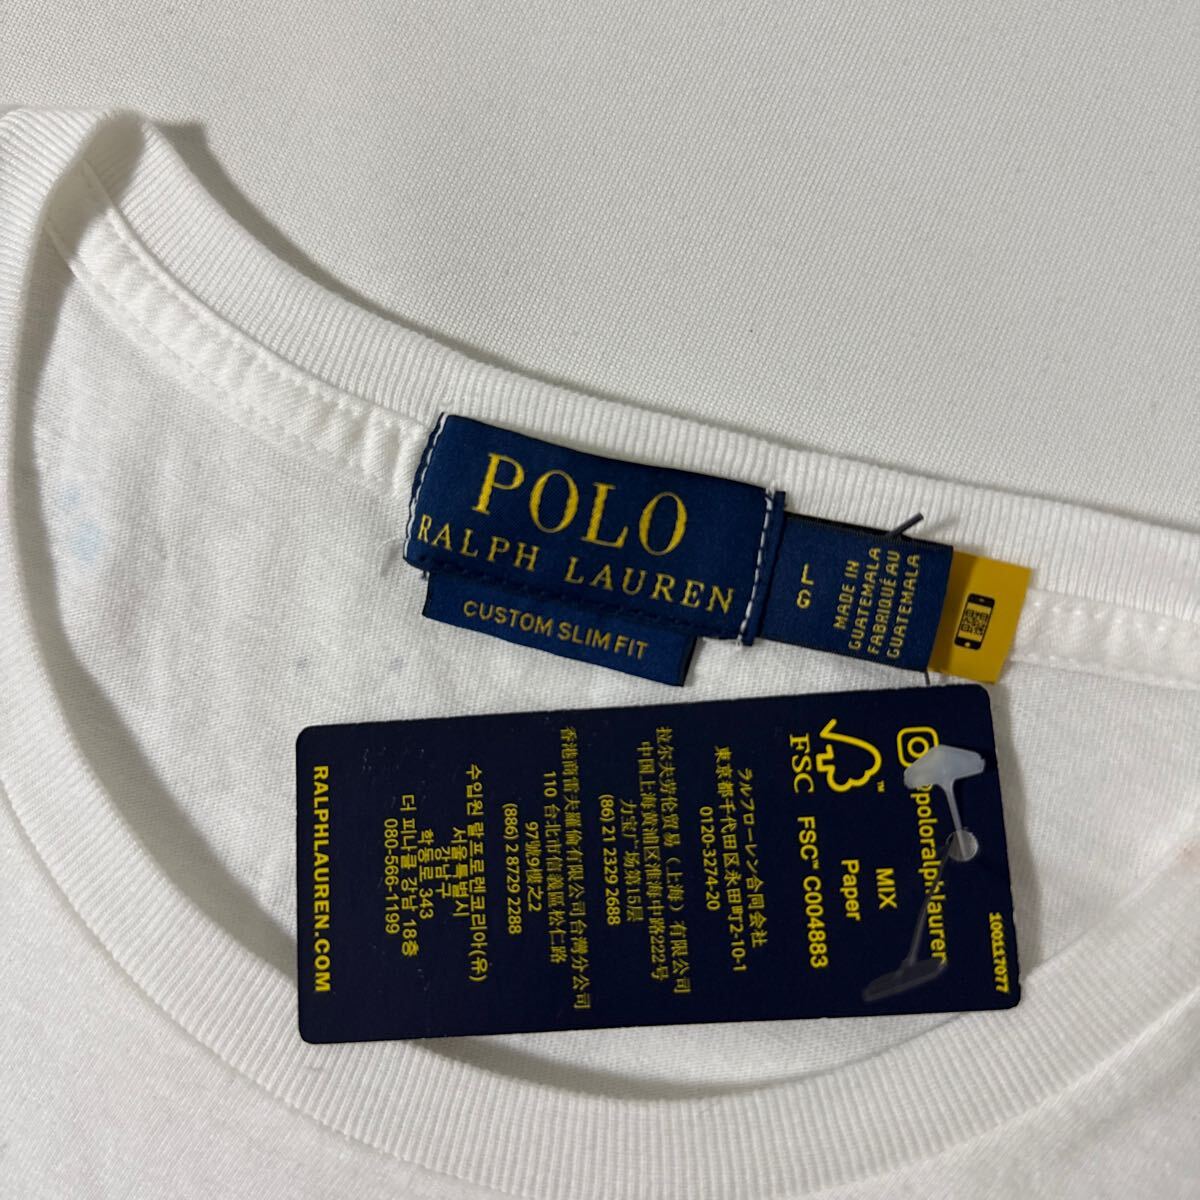 POLO
RALPH LAUREN
CUSTOM SLIM FIT
L
G
MADE IN
GUATEMALA
FABRIQUÉ AU
GUATEMALA
100117077
@poloralphlauren
MIX
Paper
FSC™ C004883
FSC™
ラルフローレン合同会社
東京都千代田区永田町2-10-1
0120-3274-20
拉尔夫劳伦贸易（上海）有限公司
中国上海黄浦区淮海中路222号
力宝广场第15层
(86)21 2329 2688
香港商雷夫羅倫有限公司台灣分公司
110 台北市信義區松仁路
97號9樓之2
(886) 2 8729 2288
수입원 랄프로렌코리아(유)
서울특별시
강남구
학동로 343
더 피나클 강남 18층
080-566-1199
RALPHLAUREN.COM